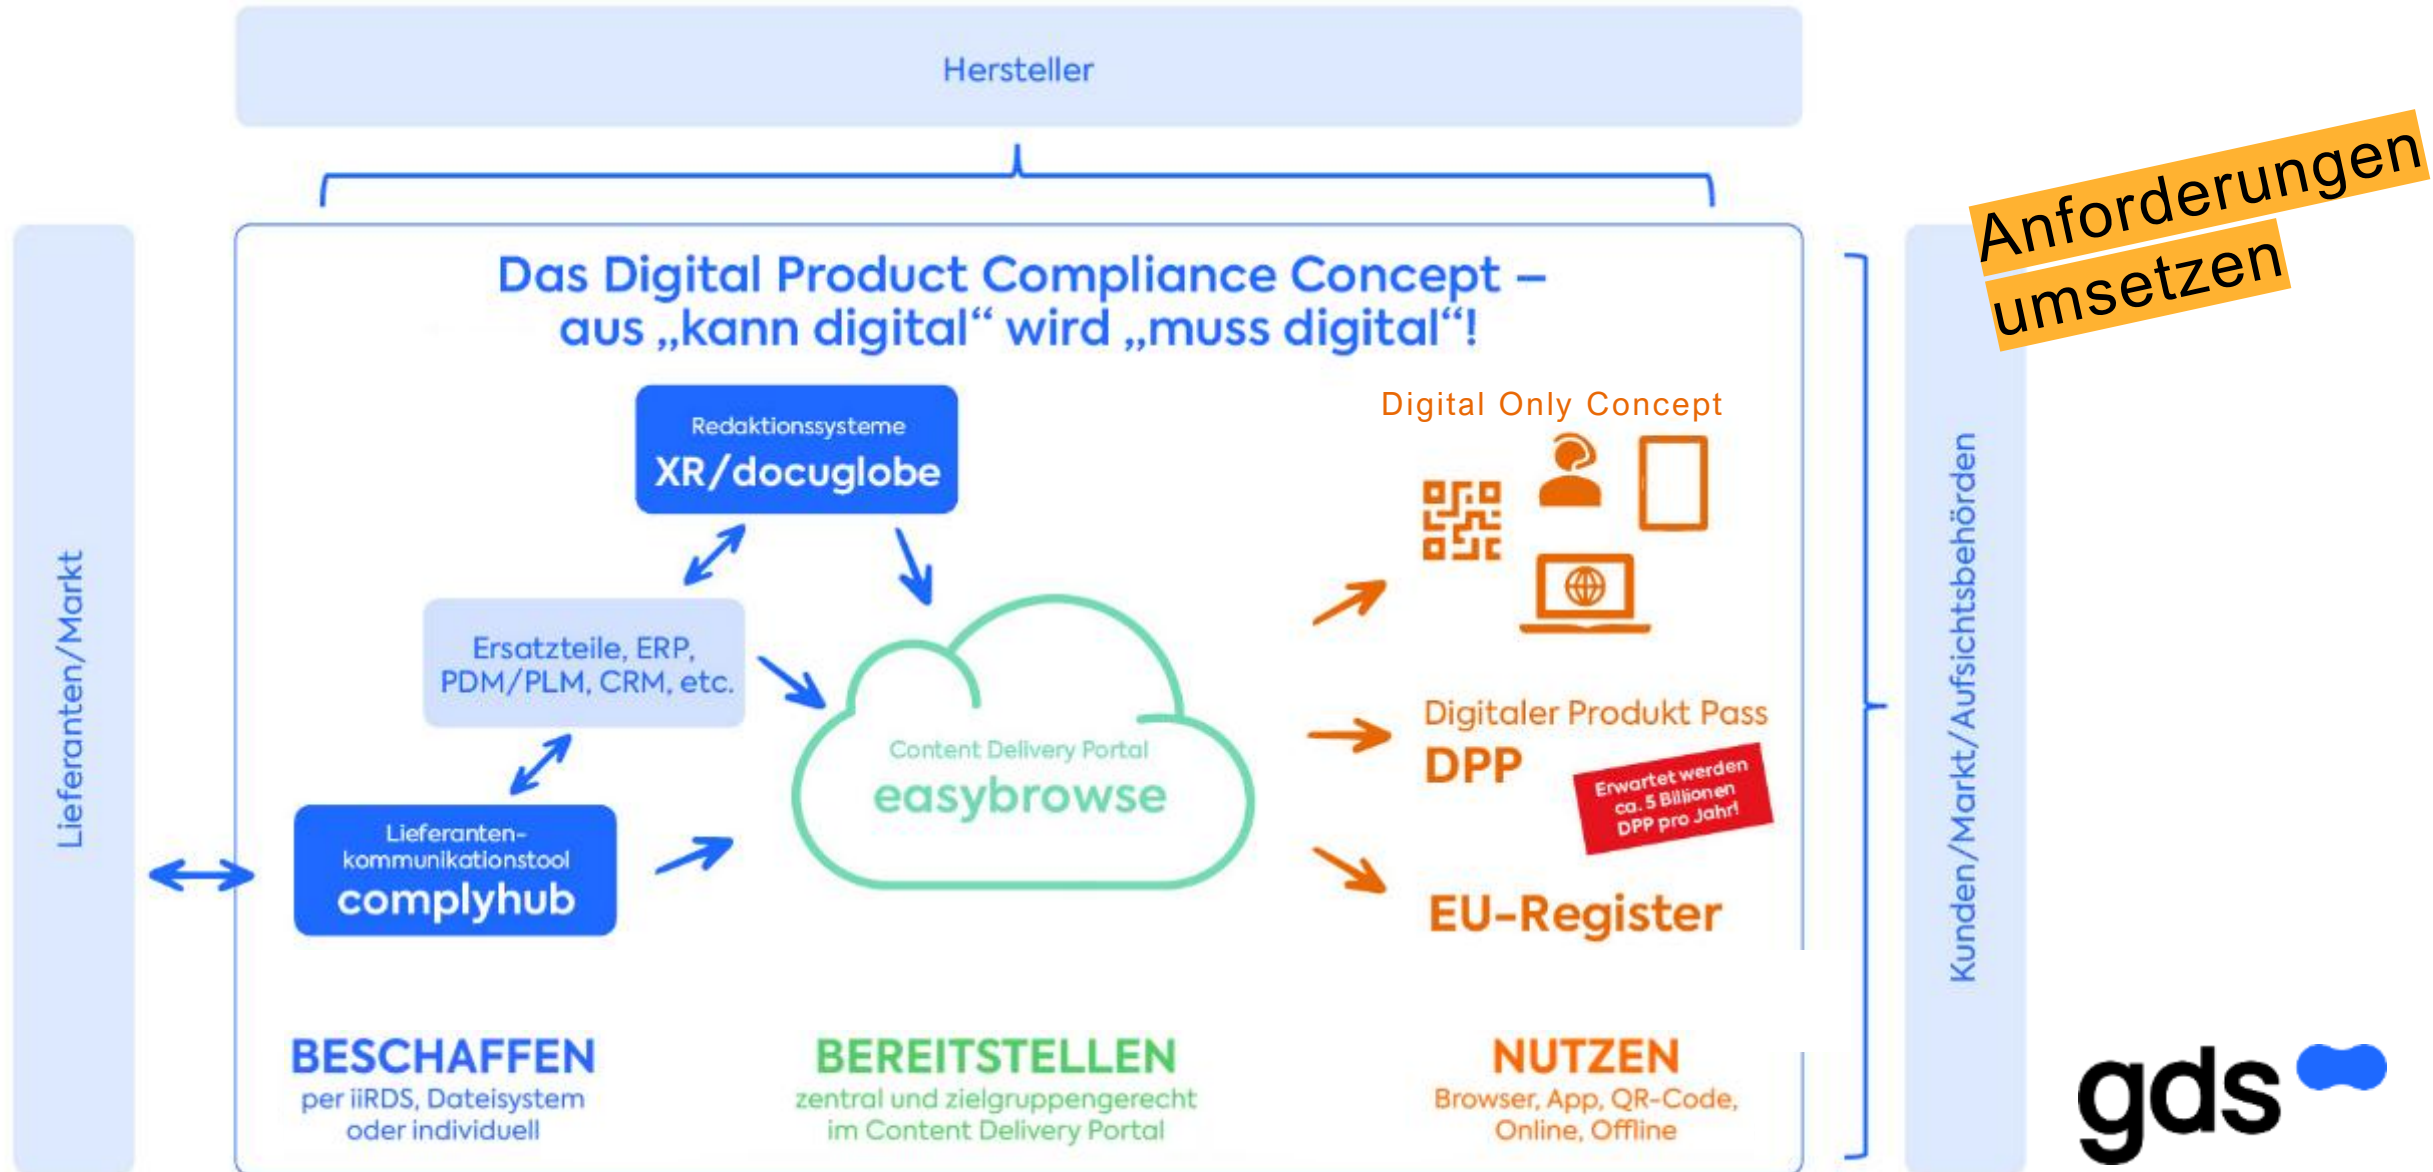 Hersteller
Anforderungen
umsetzen
Lieferanten/Markt
Das Digital Product Compliance Concept –
aus „kann digital“ wird „muss digital“!
Redaktionssysteme
XR/docuglobe
Digital Only Concept
Ersatzteile, ERP,
PDM/PLM, CRM, etc.
Content Delivery Portal
easybrowse
Lieferanten-
kommunikationstool
complyhub
Digitaler Produkt Pass
DPP
Erwartet werden
ca. 5 Billionen
DPP pro Jahr!
EU-Register
Kunden/Markt/Aufsichtsbehörden
BESCHAFFEN
per iiRDS, Dateisystem
oder individuell
BEREITSTELLEN
zentral und zielgruppengerecht
im Content Delivery Portal
NUTZEN
Browser, App, QR-Code,
Online, Offline
gds